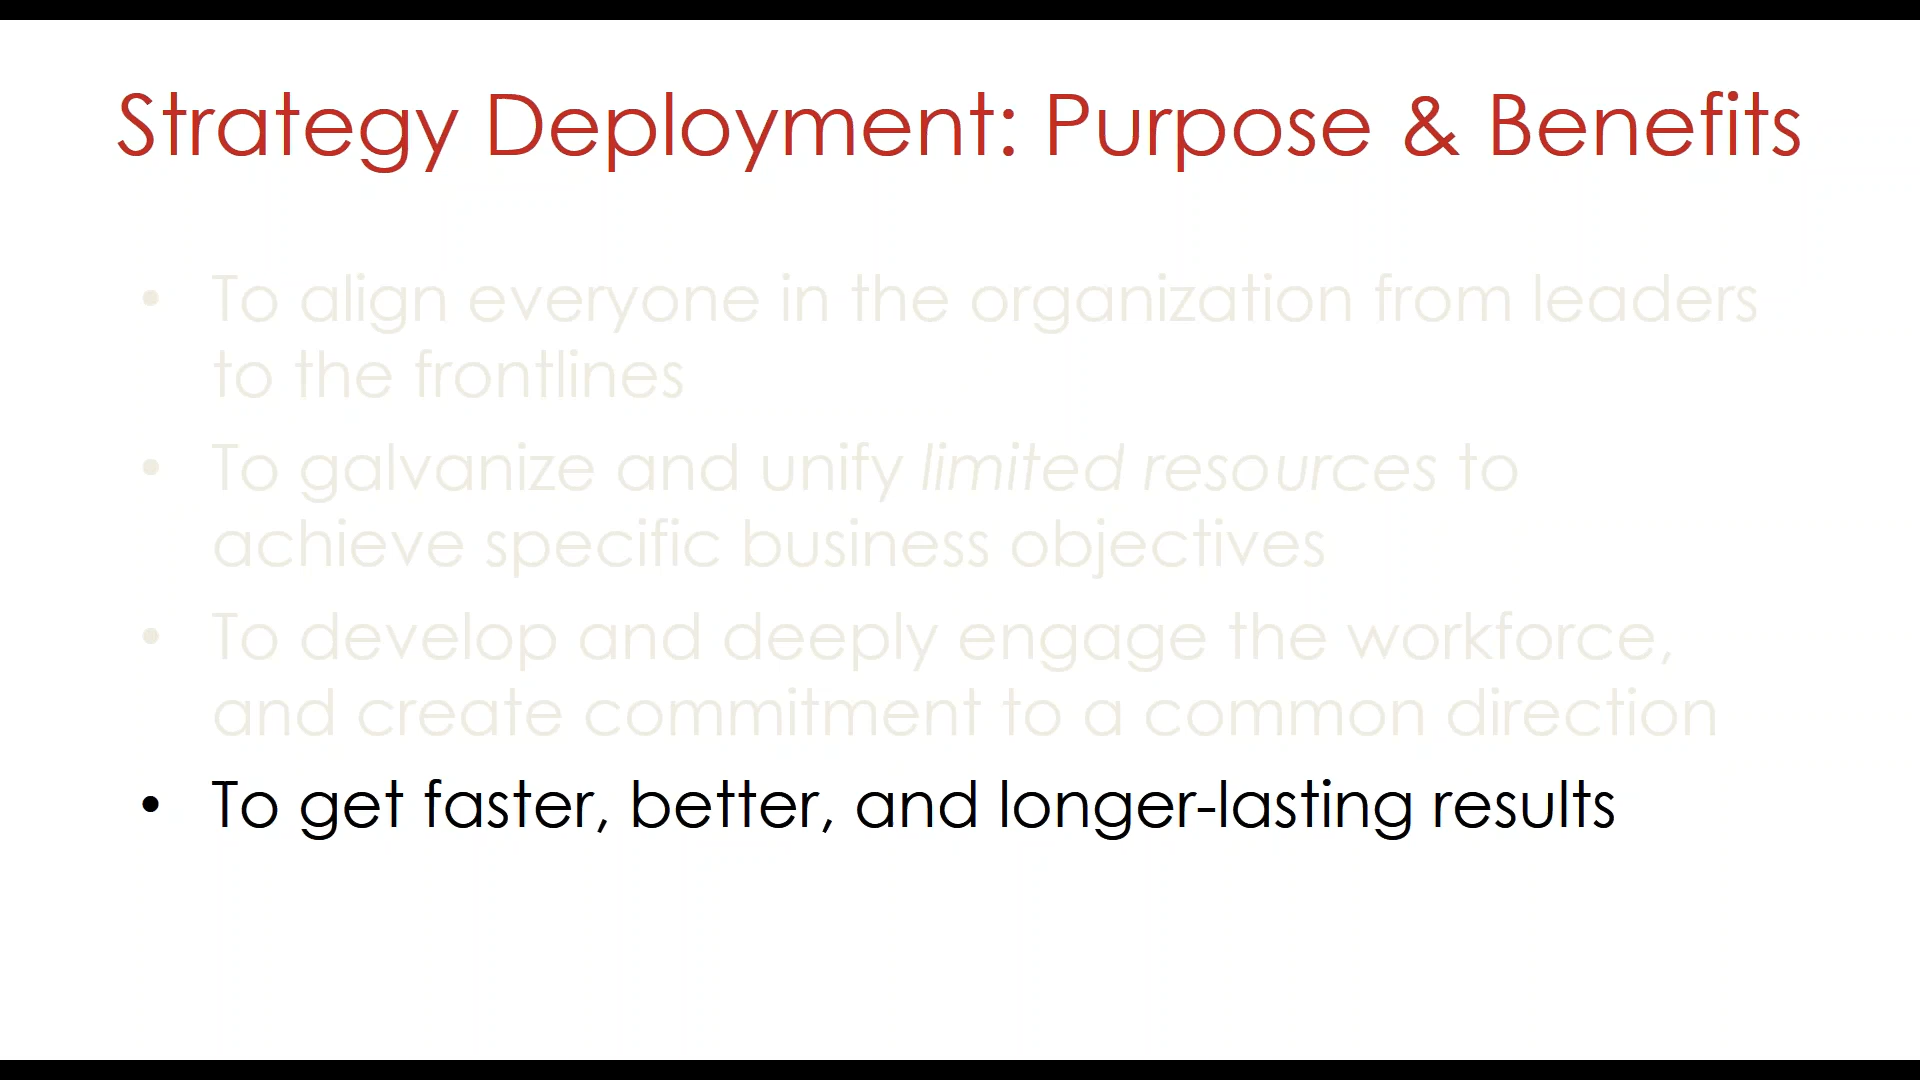 Strategy Deployment: Purpose & Benefits
• To align everyone in the organization from leaders
to the frontlines
• To galvanize and unify limited resources to
achieve specific business objectives
• To develop and deeply engage the workforce,
and create commitment to a common direction
• To get faster, better, and longer-lasting results